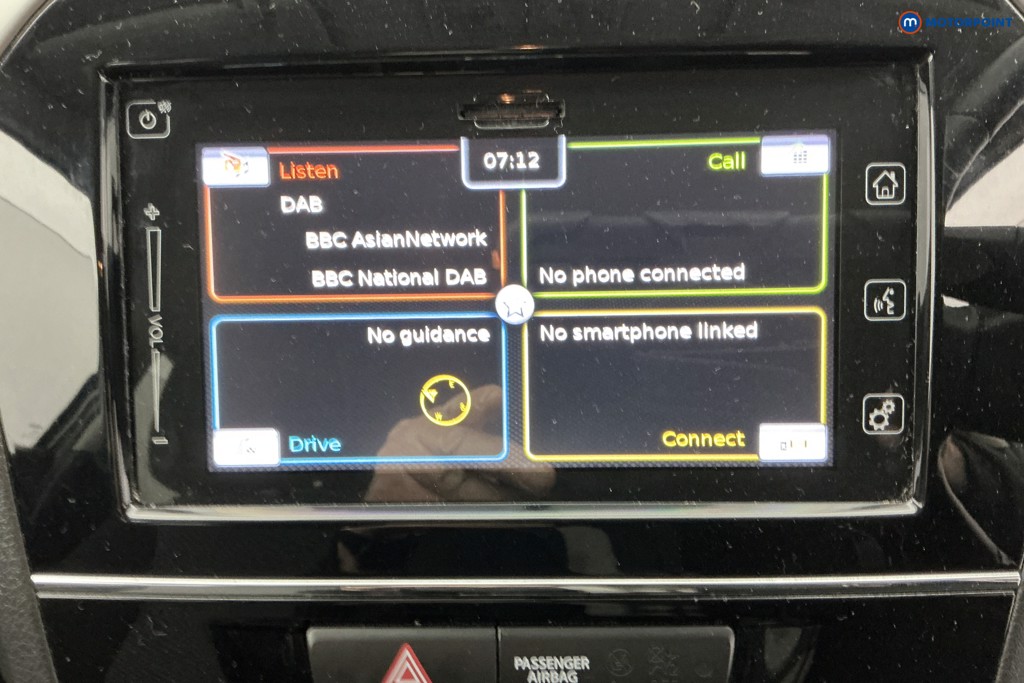 MOTORPOINT
07:12
Listen
DAB
BBC AsianNetwork
BBC National DAB
Call
No phone connected
No guidance
Drive
No smartphone linked
Connect
VOL
PASSENGER
AIRBAG